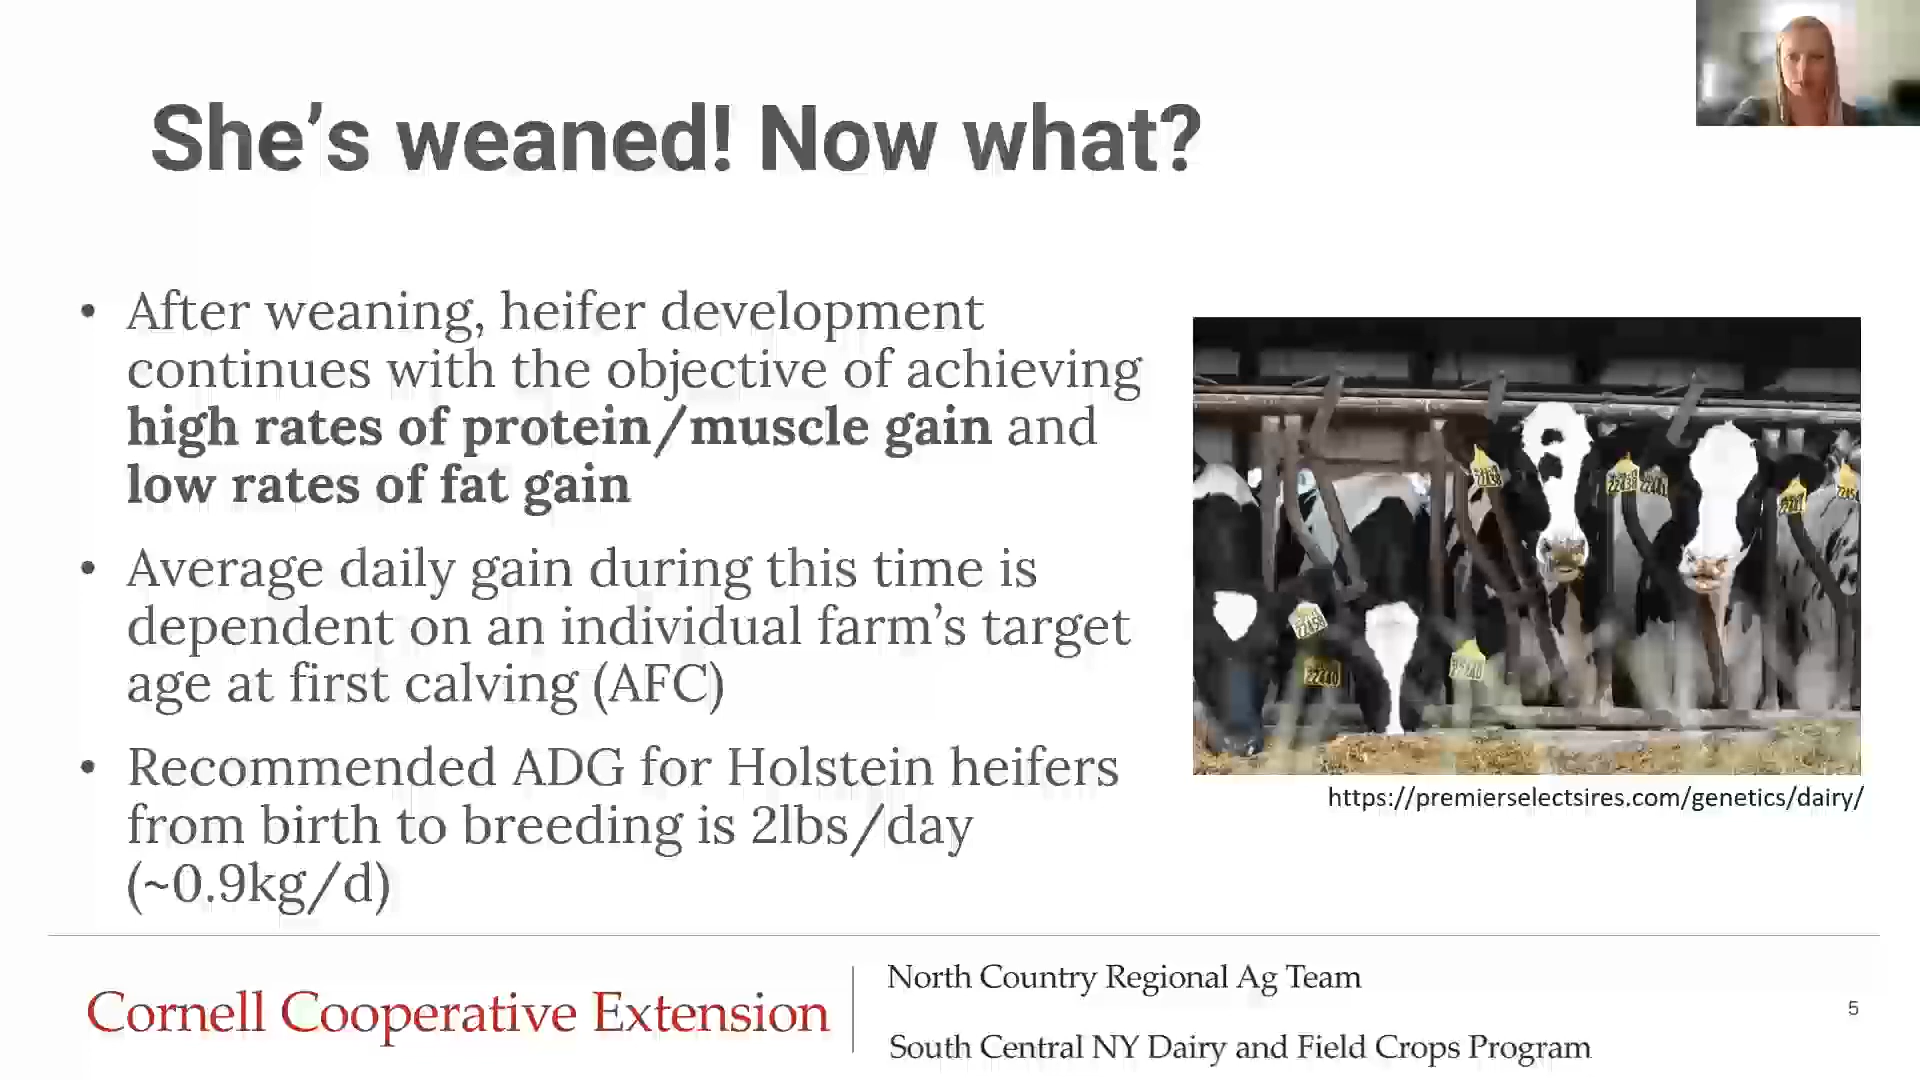 She's weaned! Now what?
• After weaning, heifer development
continues with the objective of achieving
high rates of protein/muscle gain and
low rates of fat gain
• Average daily gain during this time is
dependent on an individual farm's target
age at first calving (AFC)
• Recommended ADG for Holstein heifers
from birth to breeding is 2lbs/day
(~0.9kg/d)
https://premierselectsires.com/genetics/dairy/
Cornell Cooperative Extension
North Country Regional Ag Team
South Central NY Dairy and Field Crops Program
5